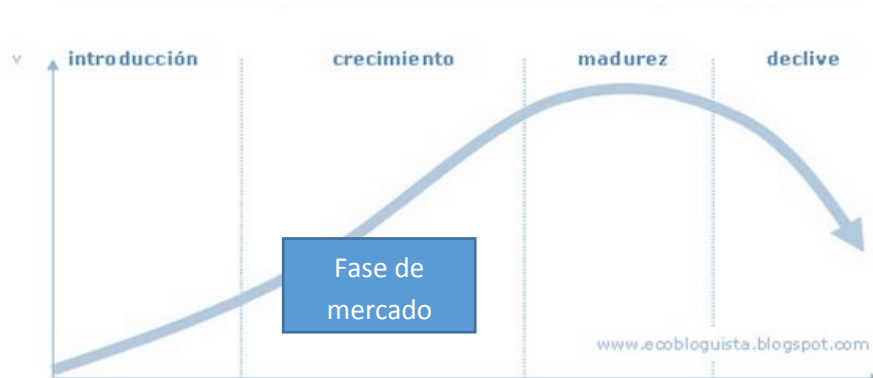 v
introducción crecimiento madurez declive
Fase de
mercado
www.ecobloguista.blogspot.com